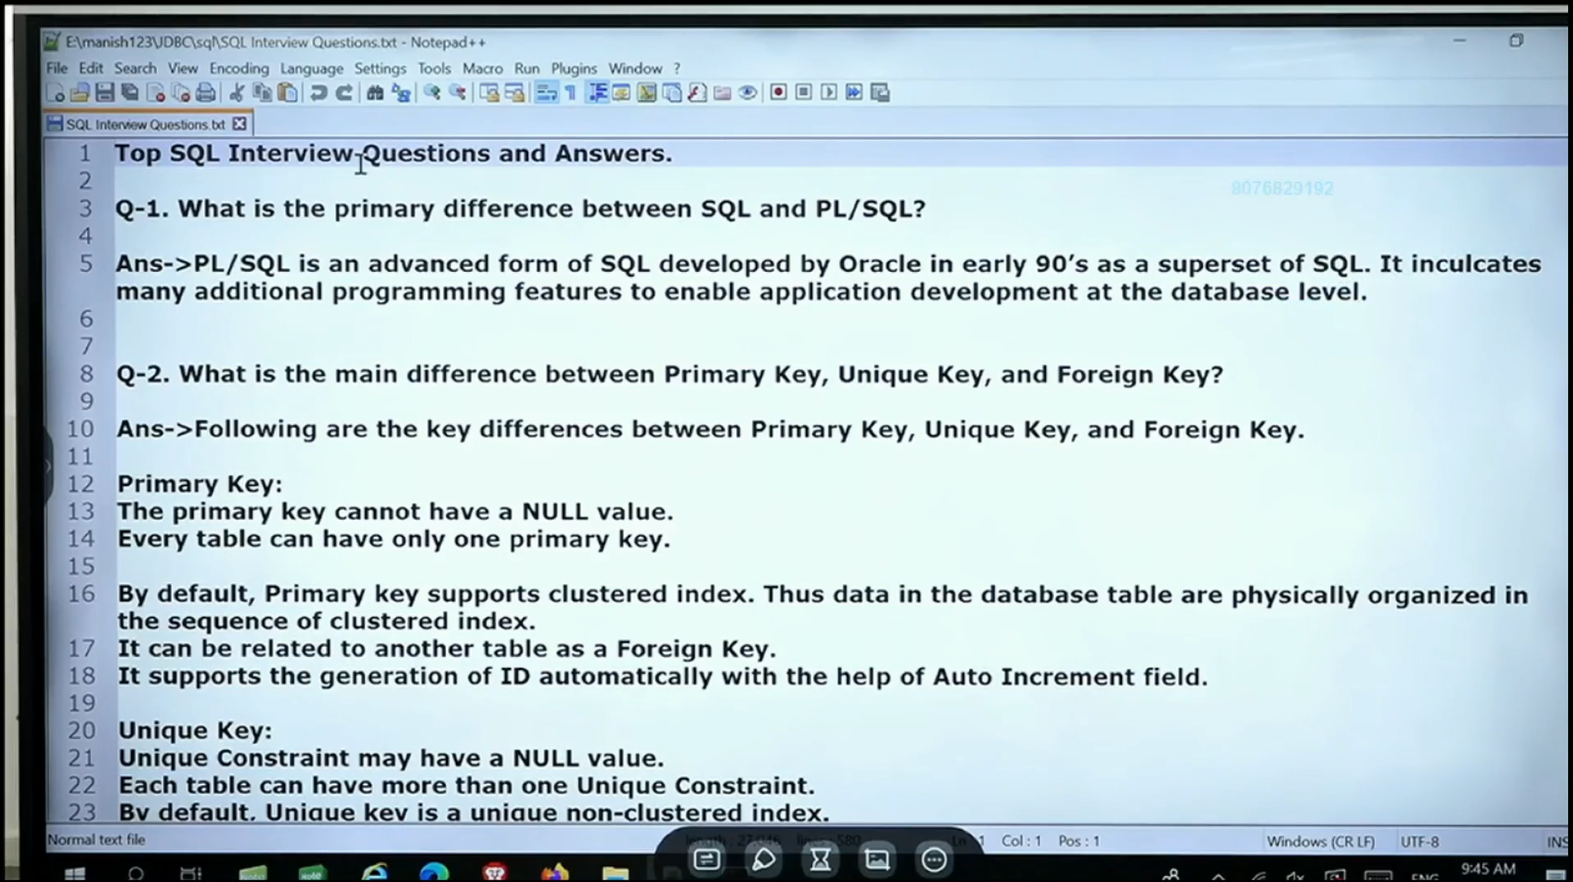 E:\manish123\JDBC\sql\SQL Interview Questions.txt - Notepad++
File Edit Search View Encoding Language Settings Tools Macro Run Plugins Window ?
SQL Interview Questions.txt
1 Top SQL Interview Questions and Answers.
2
8076829192
3 Q-1. What is the primary difference between SQL and PL/SQL?
4
5 Ans->PL/SQL is an advanced form of SQL developed by Oracle in early 90's as a superset of SQL. It inculcates
many additional programming features to enable application development at the database level.
6
7
8 Q-2. What is the main difference between Primary Key, Unique Key, and Foreign Key?
9
10 Ans->Following are the key differences between Primary Key, Unique Key, and Foreign Key.
11
12 Primary Key:
13 The primary key cannot have a NULL value.
14 Every table can have only one primary key.
15
16 By default, Primary key supports clustered index. Thus data in the database table are physically organized in
the sequence of clustered index.
17 It can be related to another table as a Foreign Key.
18 It supports the generation of ID automatically with the help of Auto Increment field.
19
20 Unique Key:
21 Unique Constraint may have a NULL value.
22 Each table can have more than one Unique Constraint.
23 By default, Unique key is a unique non-clustered index.
Normal text file Col : 1 Pos : 1 Windows (CR LF) UTF-8 INS
ENG 9:45 AM